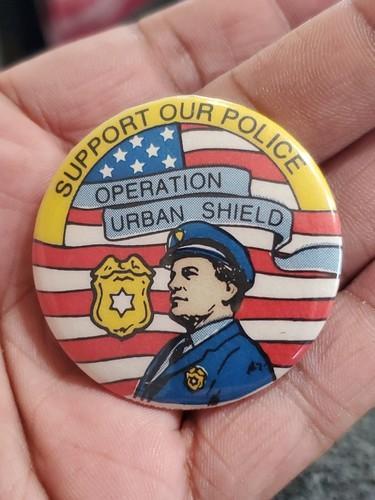 SUPPORT OUR POLICE
OPERATION
URBAN SHIELD